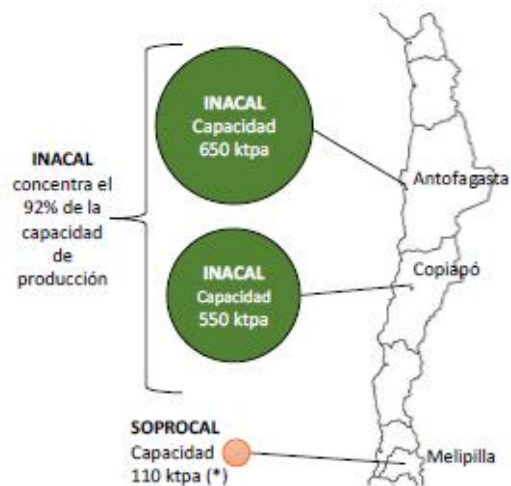 INACAL
concentra el
92% de la
capacidad
de
producción
INACAL
Capacidad
650 ktpa
Antofagasta
INACAL
Capacidad
550 ktpa
Copiapó
SOPROCAL
Capacidad
110 ktpa (*)
Melipilla